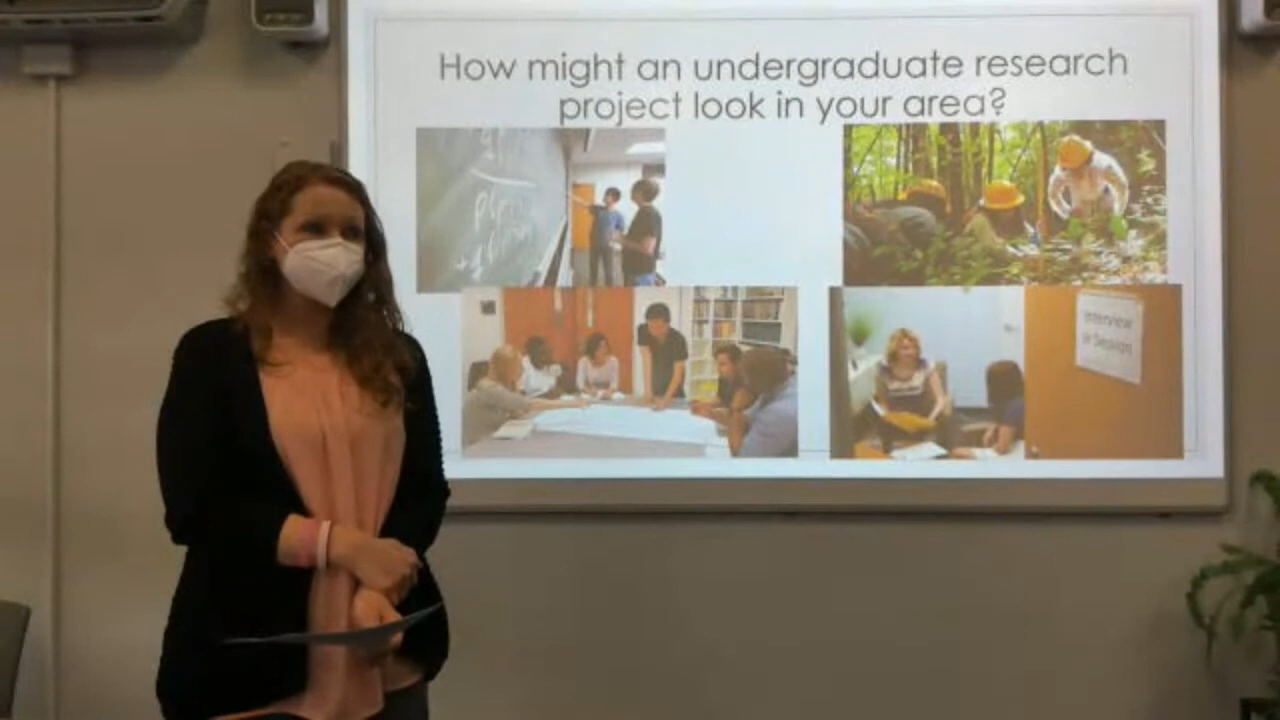 How might an undergraduate research
project look in your area?
Interview
in Session